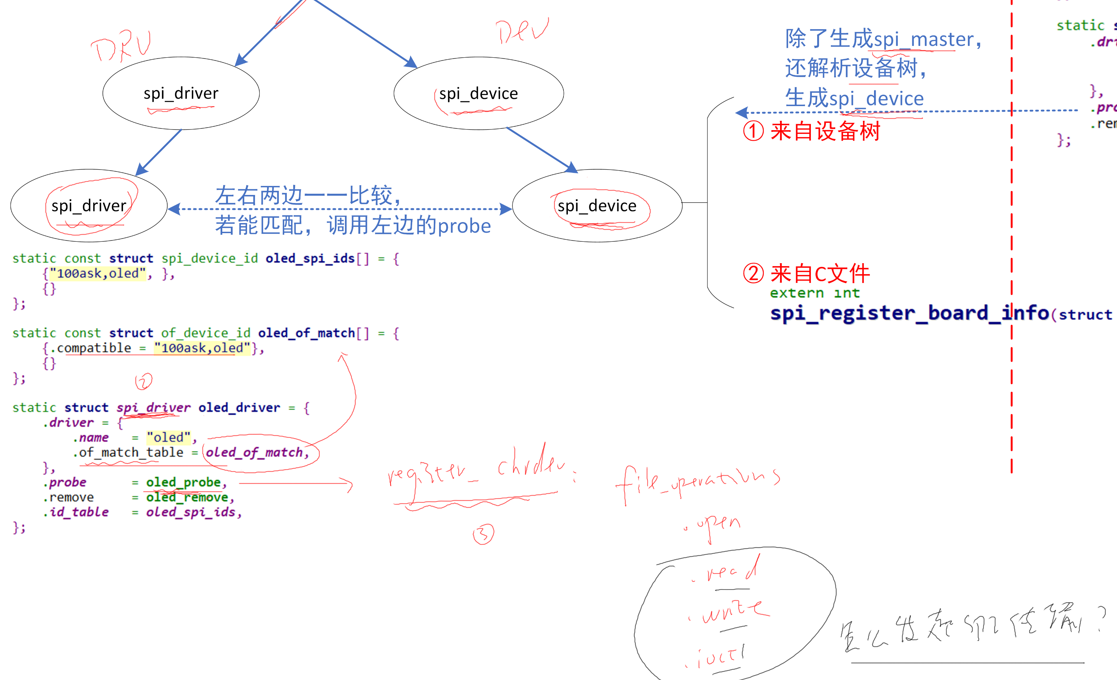 DRV
DeV
spi_driver
spi_device
除了生成spi_master，
还解析设备树，
生成spi_device
① 来自设备树
static s
.dri
},
.pro
.rem
};
spi_driver
左右两边一一比较，
若能匹配，调用左边的probe
spi_device
② 来自C文件
extern int
spi_register_board_info(struct
static const struct spi_device_id oled_spi_ids[] = {
{"100ask,oled", },
{}
};
static const struct of_device_id oled_of_match[] = {
{.compatible = "100ask,oled"},
{}
};
②
static struct spi_driver oled_driver = {
.driver = {
.name = "oled",
.of_match_table = oled_of_match,
},
.probe = oled_probe,
.remove = oled_remove,
.id_table = oled_spi_ids,
};
register_chrdev:
③
file_operations
.open
.read
.write
.ioctl
怎么发起SPI传输?